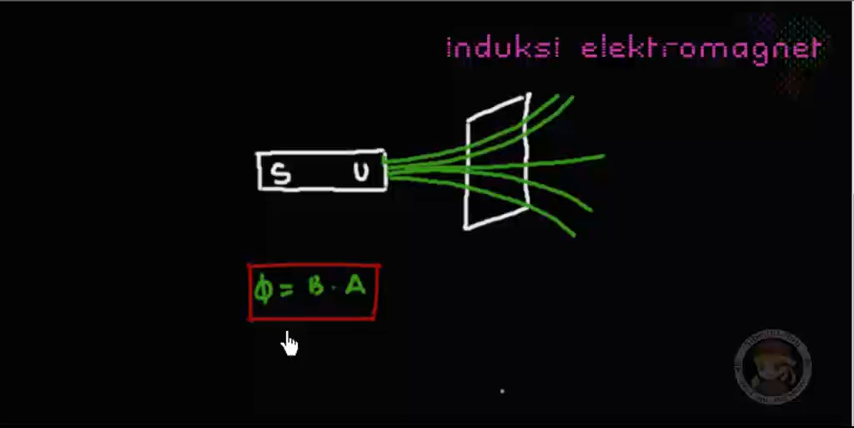 induksi elektromagnet
S U
Φ = B · A